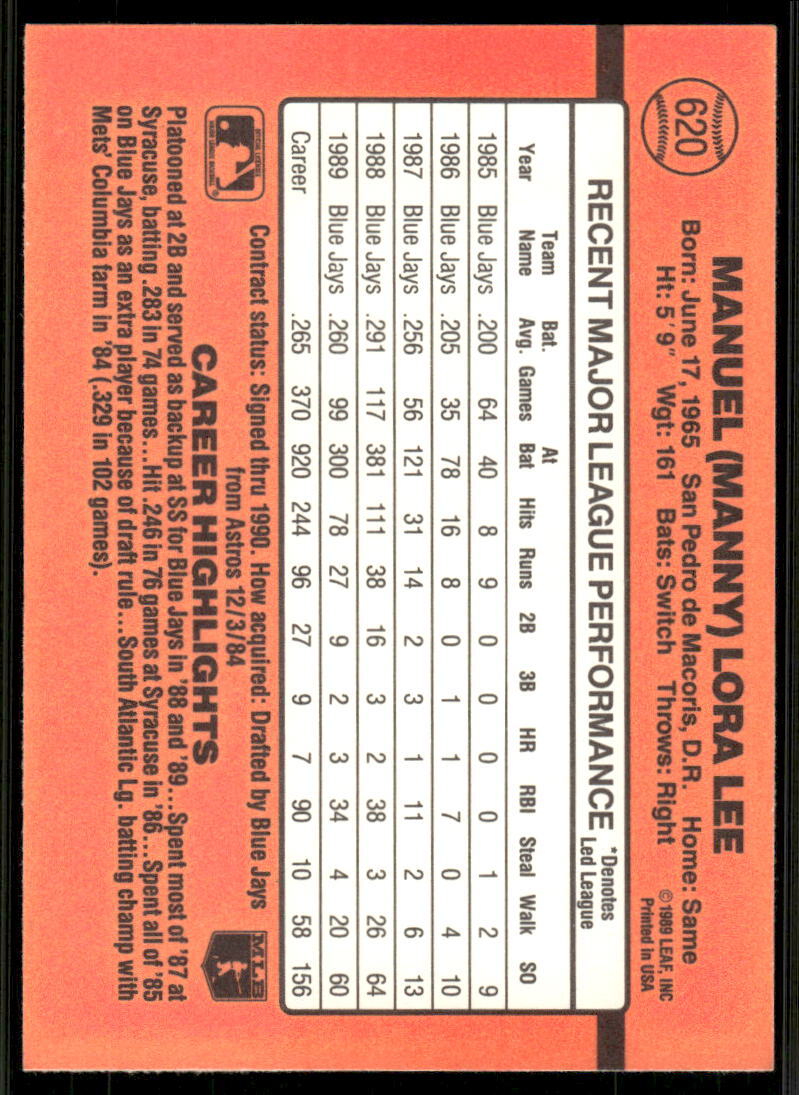 620
MANUEL (MANNY) LORA LEE
Born: June 17, 1965 San Pedro de Macoris, D.R. Home: Same
Ht: 5'9" Wgt: 161 Bats: Switch Throws: Right
© 1989 LEAF, INC
Printed in USA
RECENT MAJOR LEAGUE PERFORMANCE
*Denotes
Led League
Year Team Name Bat. Avg. Games At Bat Hits Runs 2B 3B HR RBI Steal Walk SO
1985 Blue Jays .200 64 40 8 9 0 0 0 0 1 2 9
1986 Blue Jays .205 35 78 16 8 0 1 1 7 0 4 10
1987 Blue Jays .256 56 121 31 14 2 3 1 11 2 6 13
1988 Blue Jays .291 117 381 111 38 16 3 2 38 3 26 64
1989 Blue Jays .260 99 300 78 27 9 2 3 34 4 20 60
Career .265 370 920 244 96 27 9 7 90 10 58 156
OFFICIAL LICENSEE
MAJOR LEAGUE BASEBALL
®
Contract status: Signed thru 1990. How acquired: Drafted by Blue Jays
from Astros 12/3/84
MLB
CAREER HIGHLIGHTS
Platooned at 2B and served as backup at SS for Blue Jays in '88 and '89...Spent most of '87 at
Syracuse, batting .283 in 74 games...Hit .246 in 76 games at Syracuse in '86...Spent all of '85
on Blue Jays as an extra player because of draft rule...South Atlantic Lg. batting champ with
Mets' Columbia farm in '84 (.329 in 102 games).